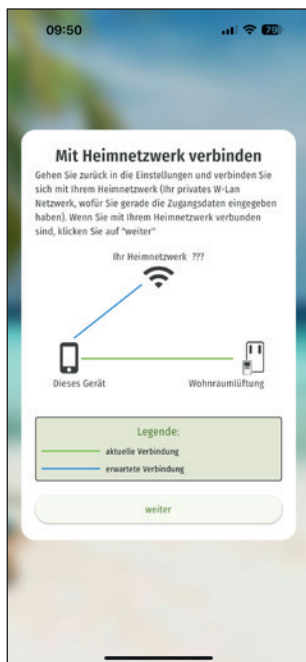 09:50
79
Mit Heimnetzwerk verbinden
Gehen Sie zurück in die Einstellungen und verbinden Sie
sich mit Ihrem Heimnetzwerk (Ihr privates W-Lan
Netzwerk, wofür Sie gerade die Zugangsdaten eingegeben
haben). Wenn Sie mit Ihrem Heimnetzwerk verbunden
sind, klicken Sie auf "weiter"
Ihr Heimnetzwerk ???
Dieses Gerät
Wohnraumlüftung
Legende:
aktuelle Verbindung
erwartete Verbindung
weiter